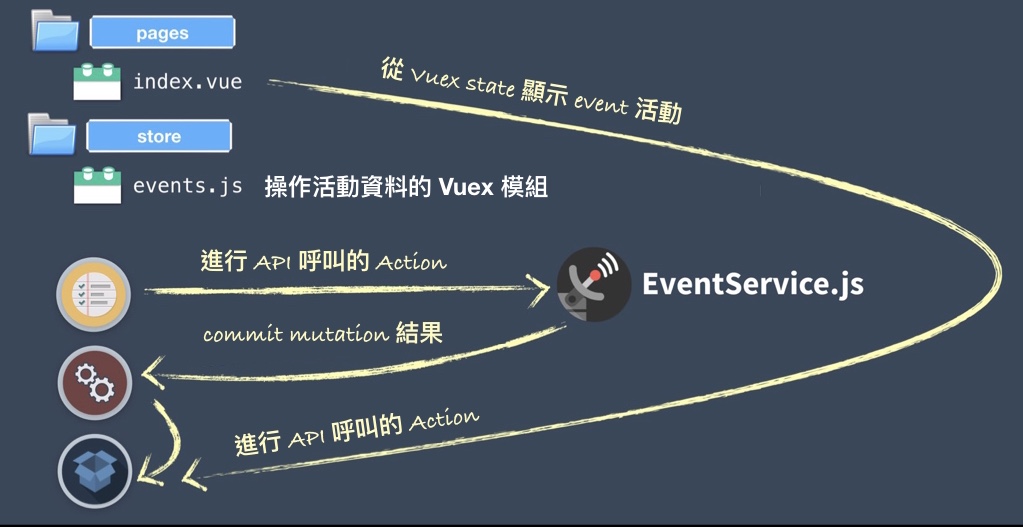 pages
index.vue
從 Vuex state 顯示 event 活動
store
events.js 操作活動資料的 Vuex 模組
進行 API 呼叫的 Action
EventService.js
commit mutation 結果
進行 API 呼叫的 Action